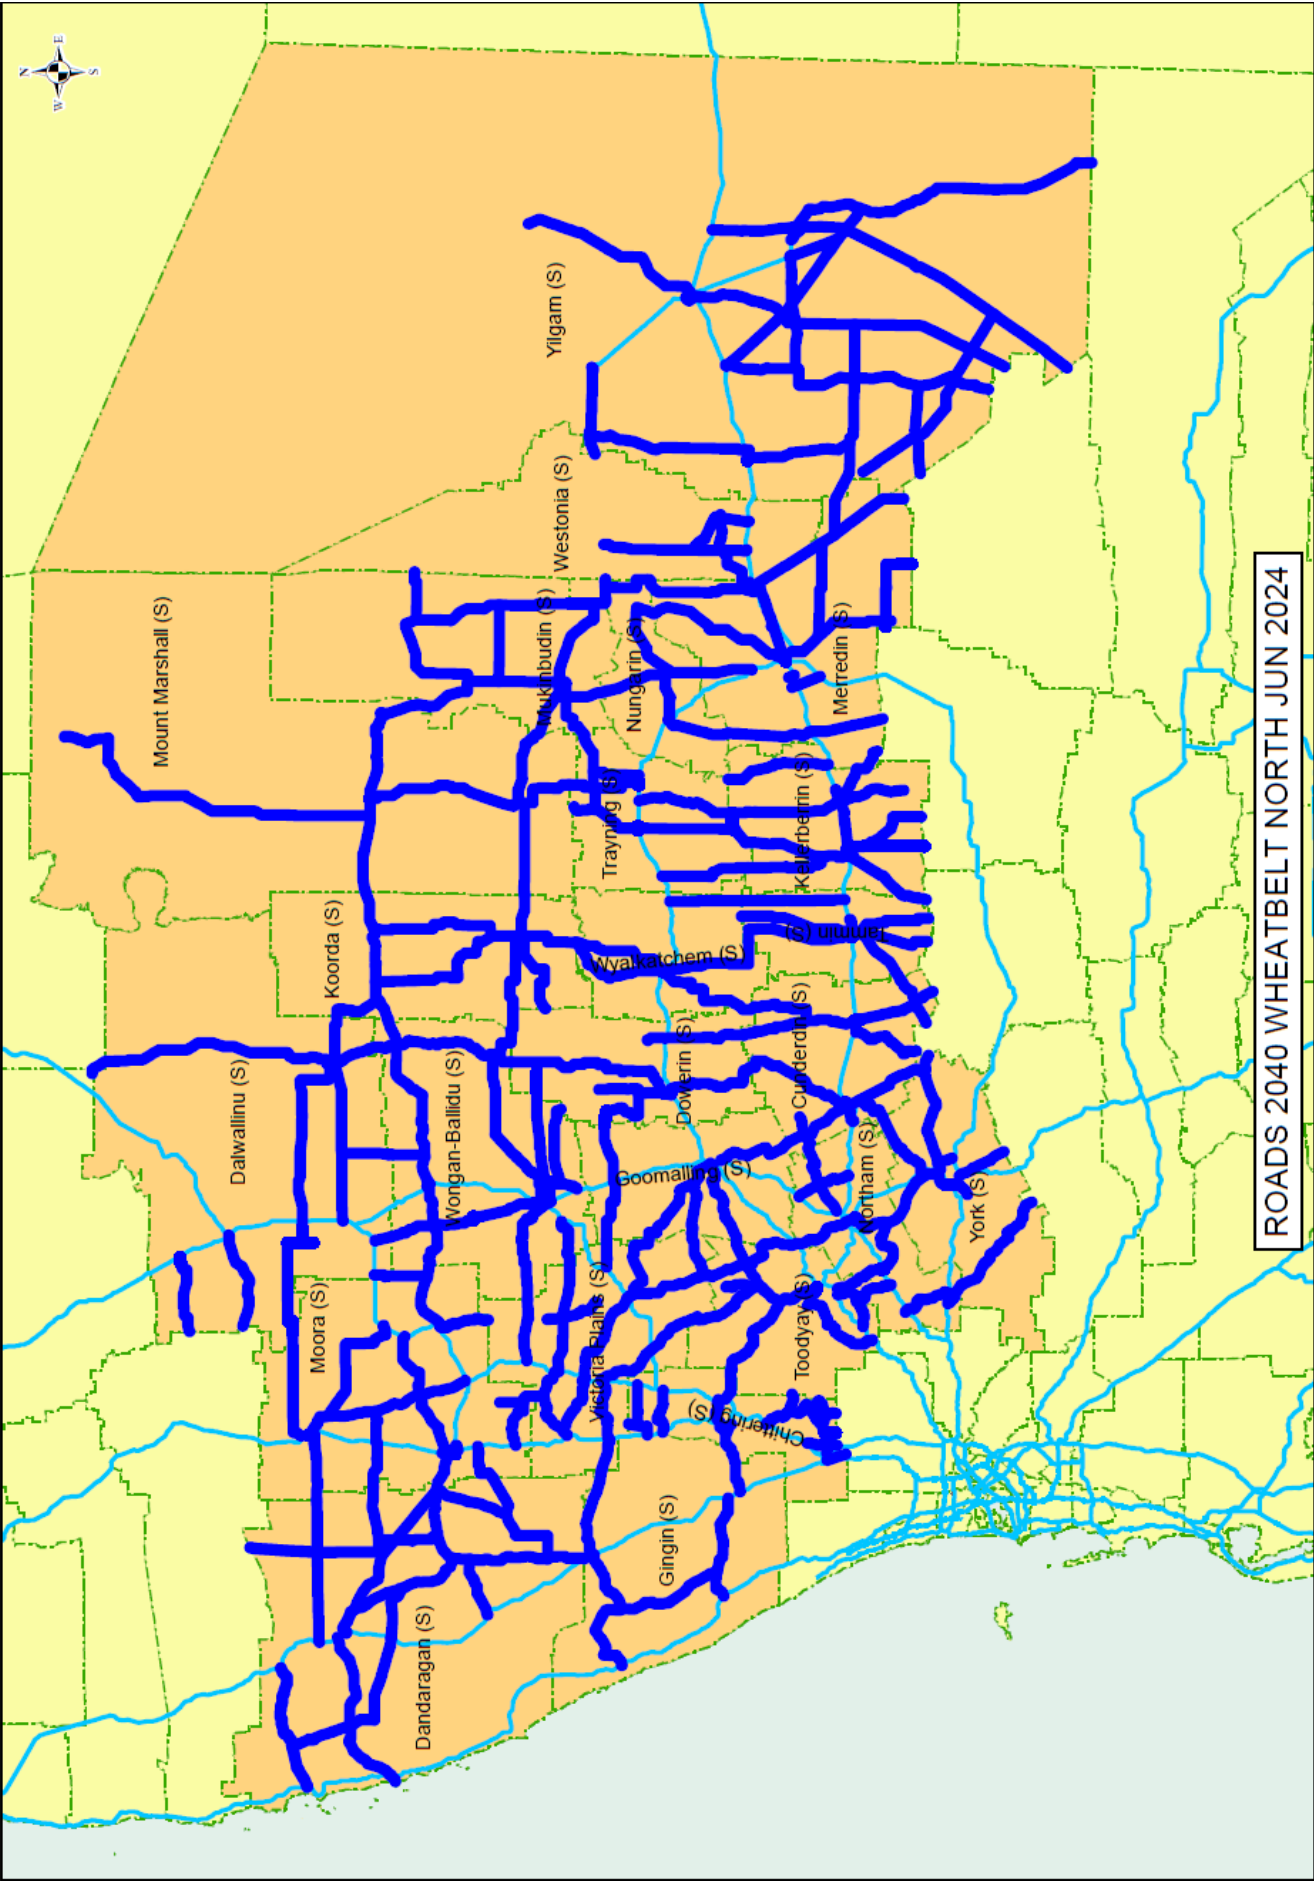 N
E
S
W
Mount Marshall (S)
Yilgarn (S)
Westonia (S)
Mukinbudin (S)
Nungarin (S)
Merredin (S)
Koorda (S)
Trayning (S)
Kellerberrin (S)
Wyalkatchem (S)
Tammin (S)
Dalwallinu (S)
Wongan-Ballidu (S)
Dowerin (S)
Cunderdin (S)
Goomalling (S)
Northam (S)
York (S)
Moora (S)
Victoria Plains (S)
Toodyay (S)
Chittering (S)
Gingin (S)
Dandaragan (S)
ROADS 2040 WHEATBELT NORTH JUN 2024